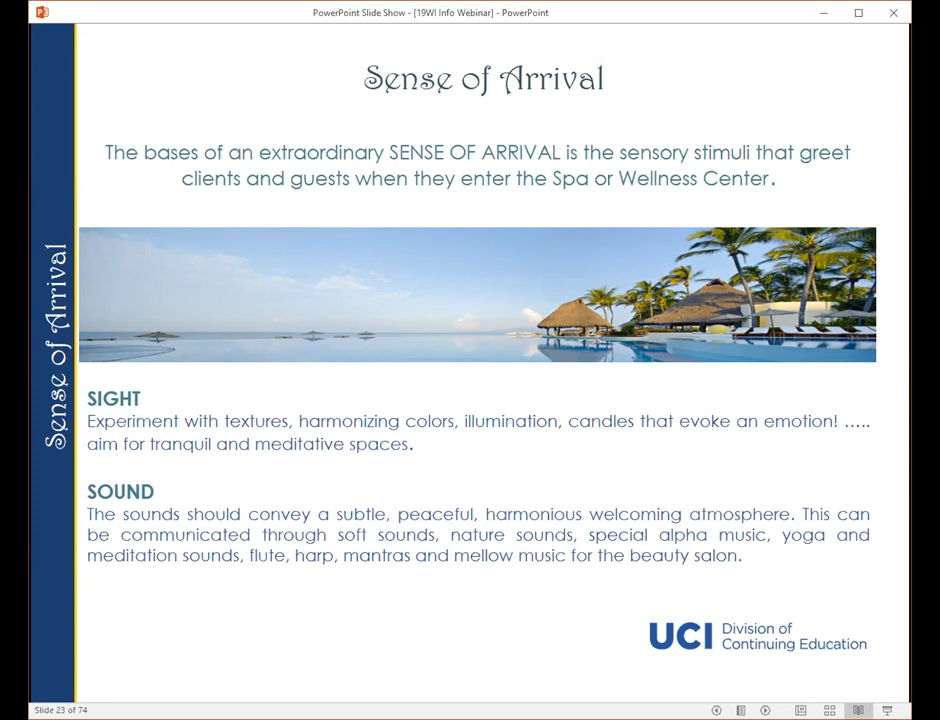 PowerPoint Slide Show - [19WI Info Webinar] - PowerPoint
Sense of Arrival
The bases of an extraordinary SENSE OF ARRIVAL is the sensory stimuli that greet
clients and guests when they enter the Spa or Wellness Center.
Sense of Arrival
SIGHT
Experiment with textures, harmonizing colors, illumination, candles that evoke an emotion! …..
aim for tranquil and meditative spaces.
SOUND
The sounds should convey a subtle, peaceful, harmonious welcoming atmosphere. This can
be communicated through soft sounds, nature sounds, special alpha music, yoga and
meditation sounds, flute, harp, mantras and mellow music for the beauty salon.
UCI Division of
Continuing Education
Slide 23 of 74